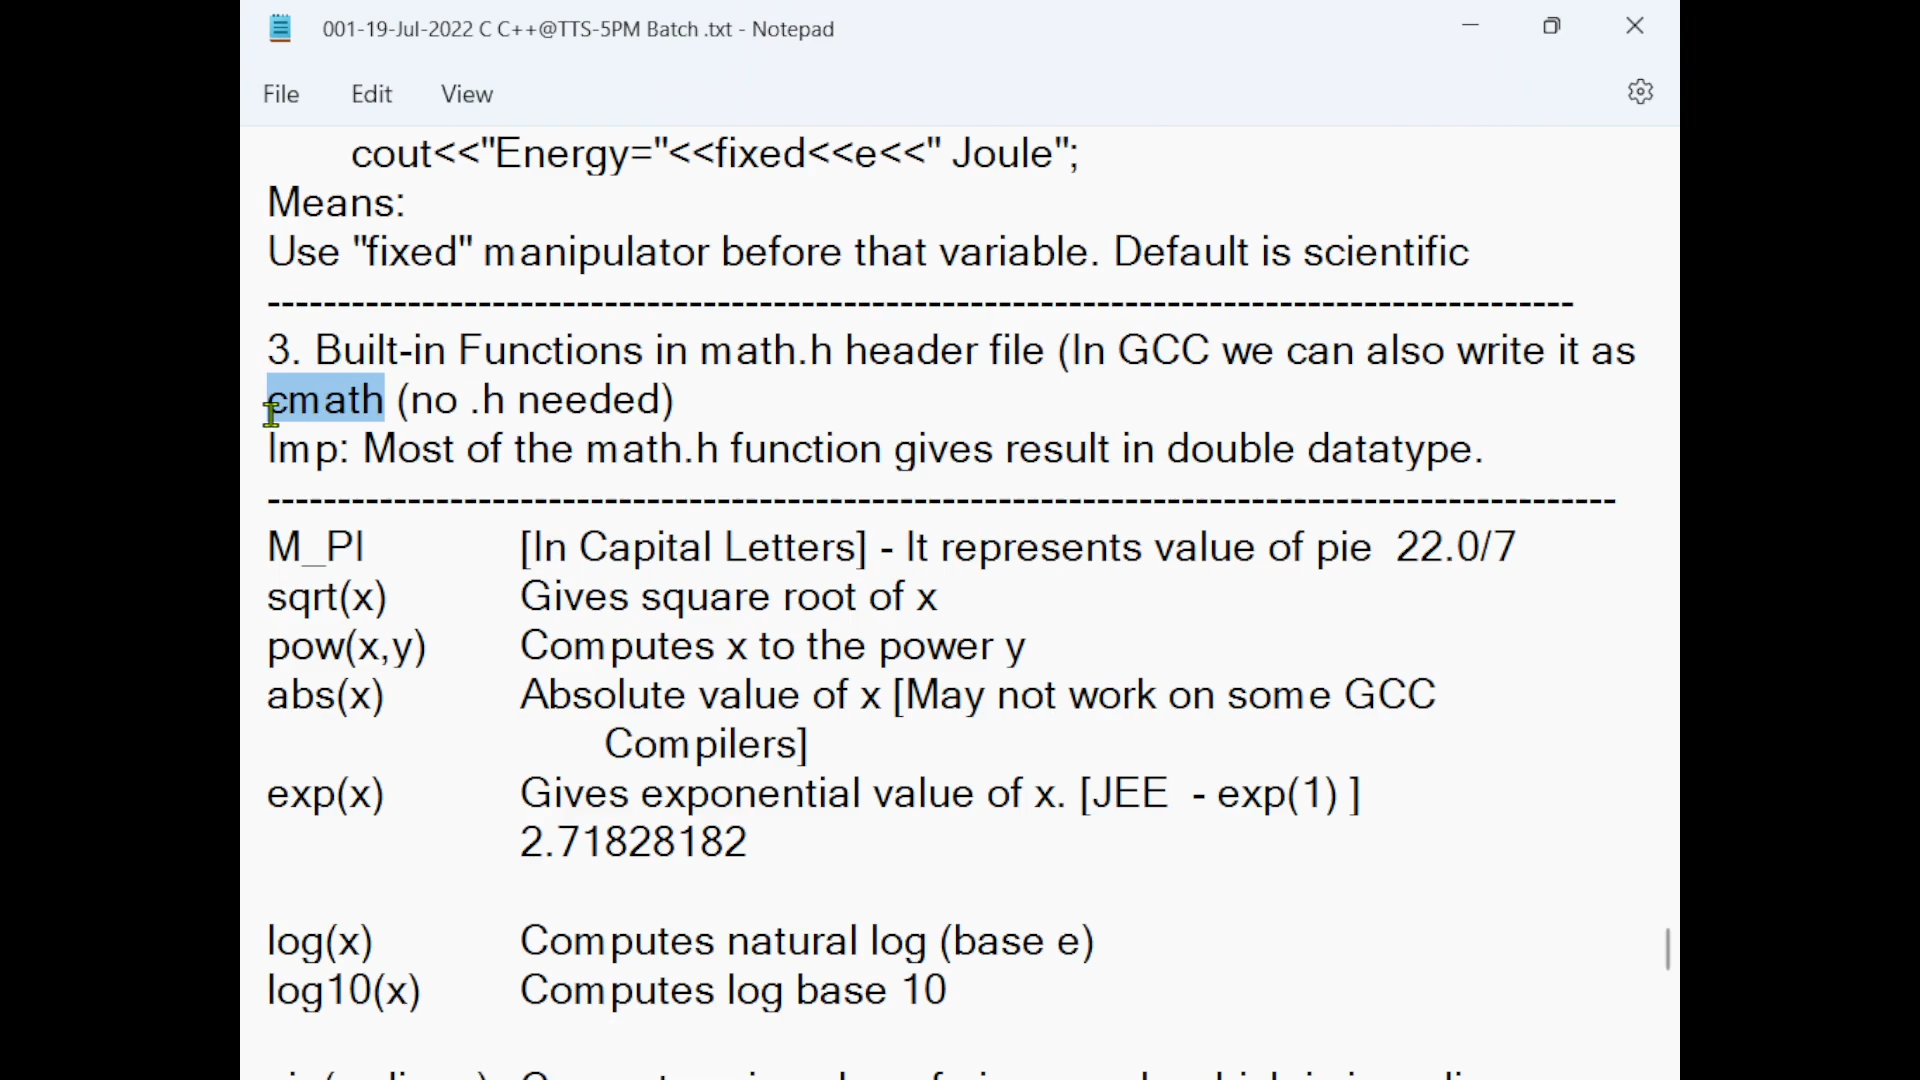 001-19-Jul-2022 C C++@TTS-5PM Batch .txt - Notepad
File Edit View
cout<<"Energy="<<fixed<<e<<" Joule";
Means:
Use "fixed" manipulator before that variable. Default is scientific
---------------------------------------------------------------------------------------------
3. Built-in Functions in math.h header file (In GCC we can also write it as
cmath (no .h needed)
Imp: Most of the math.h function gives result in double datatype.
------------------------------------------------------------------------------------------------
M_PI [In Capital Letters] - It represents value of pie 22.0/7
sqrt(x) Gives square root of x
pow(x,y) Computes x to the power y
abs(x) Absolute value of x [May not work on some GCC
Compilers]
exp(x) Gives exponential value of x. [JEE - exp(1) ]
2.71828182
log(x) Computes natural log (base e)
log10(x) Computes log base 10